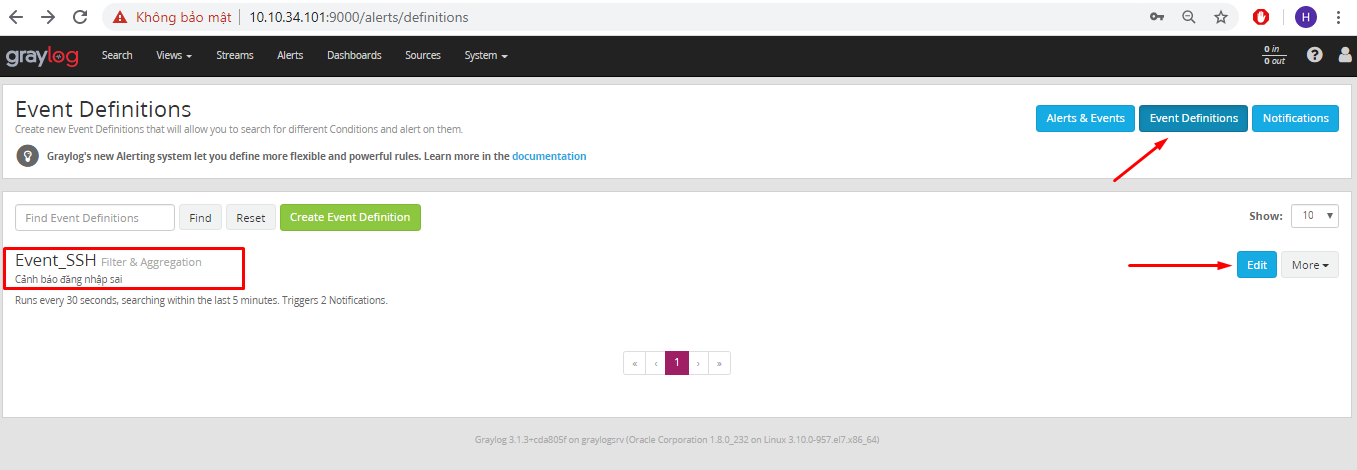 Không bảo mật | 10.10.34.101:9000/alerts/definitions
H
graylog Search Views Streams Alerts Dashboards Sources System
0 in
0 out
Event Definitions
Create new Event Definitions that will allow you to search for different Conditions and alert on them.
Alerts & Events Event Definitions Notifications
Graylog's new Alerting system let you define more flexible and powerful rules. Learn more in the documentation
Find Event Definitions Find Reset Create Event Definition Show: 10
Event_SSH Filter & Aggregation
Cảnh báo đăng nhập sai
Edit More
Runs every 30 seconds, searching within the last 5 minutes. Triggers 2 Notifications.
« ‹ 1 › »
Graylog 3.1.3+cda805f on graylogsrv (Oracle Corporation 1.8.0_232 on Linux 3.10.0-957.el7.x86_64)